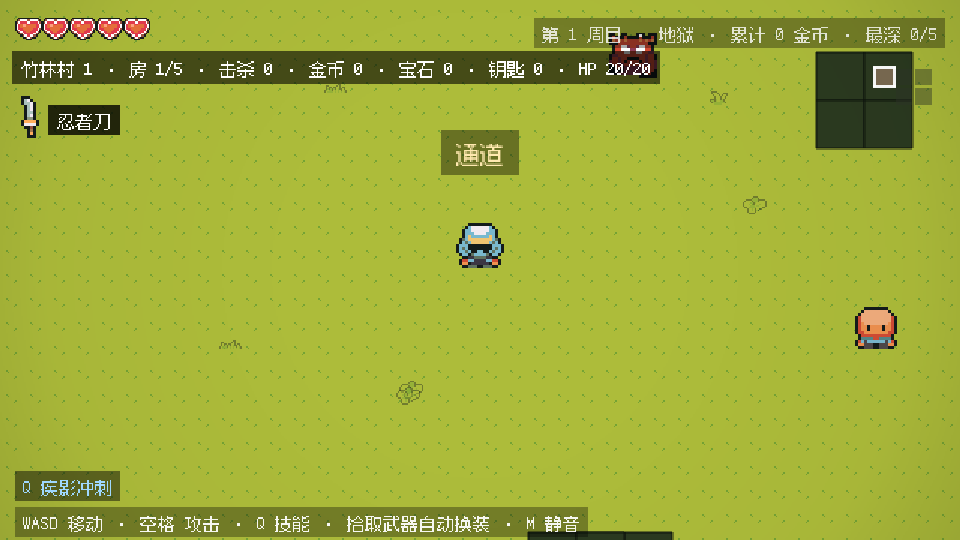 第 1 周目 · 地狱 · 累计 0 金币 · 最深 0/5
竹林村 1 · 房 1/5 · 击杀 0 · 金币 0 · 宝石 0 · 钥匙 0 · HP 20/20
忍者刀
通道
Q 疾影冲刺
WASD 移动 · 空格 攻击 · Q 技能 · 拾取武器自动换装 · M 静音